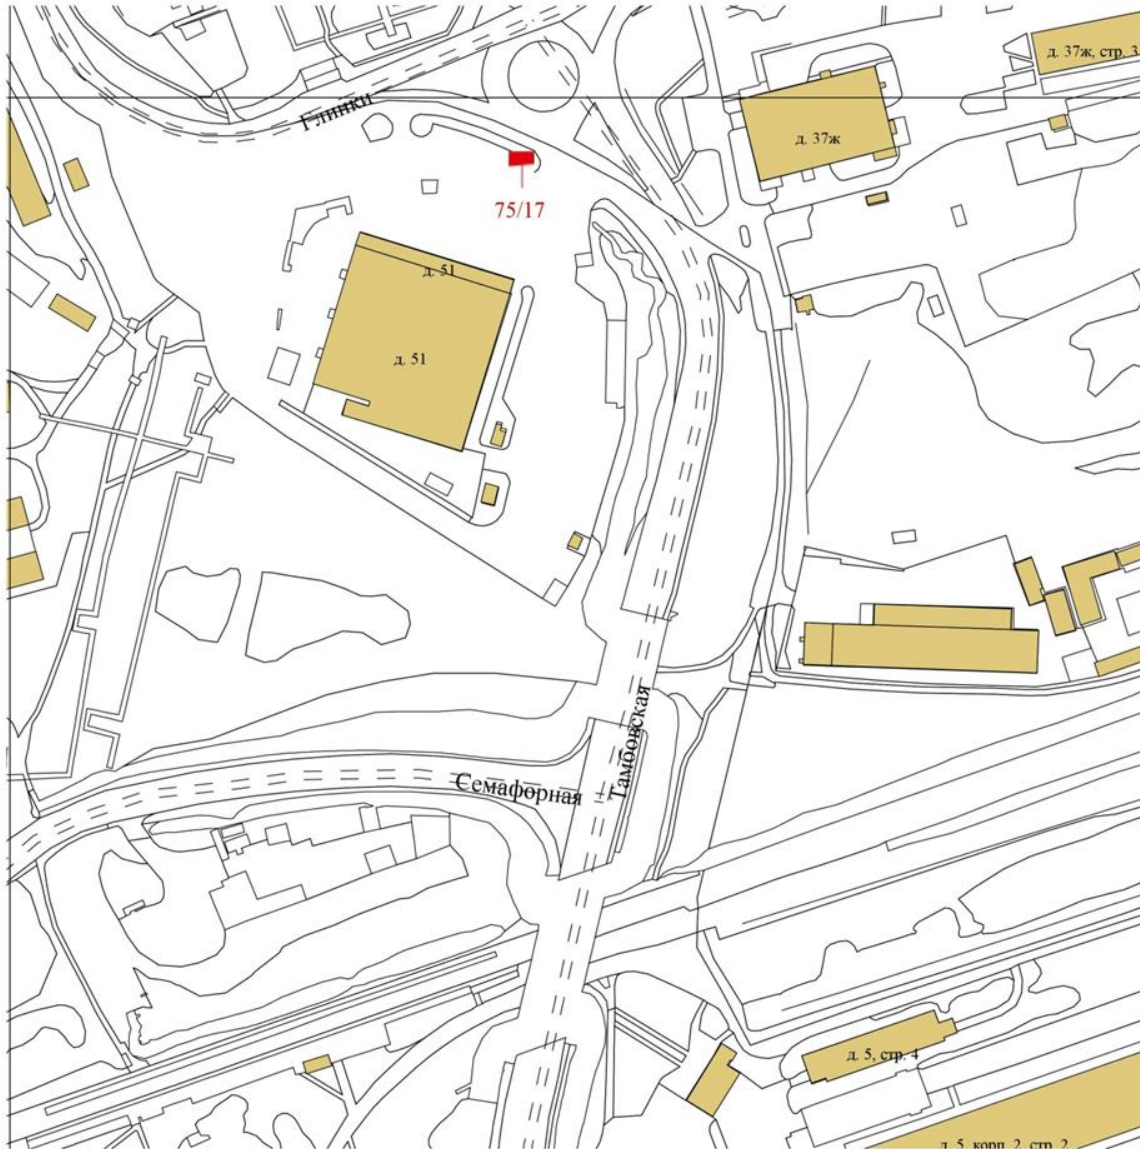 д. 37ж, стр. 3
Глинки
д. 37ж
75/17
д. 51
д. 51
Тамбовская
Семафорная
д. 5, стр. 4
д. 5, корп. 2, стр. 2